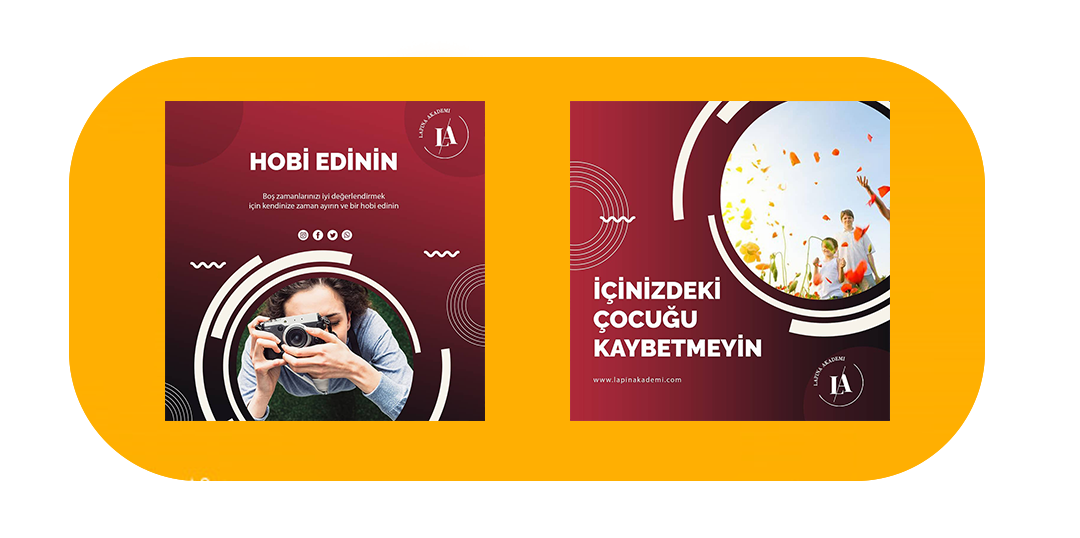 LAPINA AKADEMI
LA
HOBİ EDİNİN
Boş zamanlarınızı iyi değerlendirmek
için kendinize zaman ayırın ve bir hobi edinin
İÇİNİZDEKİ
ÇOCUĞU
KAYBETMEYİN
www.lapinakademi.com
LAPINA AKADEMI
LA